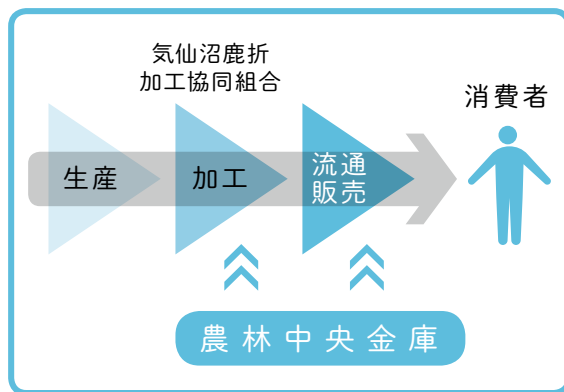 気仙沼鹿折
加工協同組合
消費者
生産
加工
流通
販売
農林中央金庫